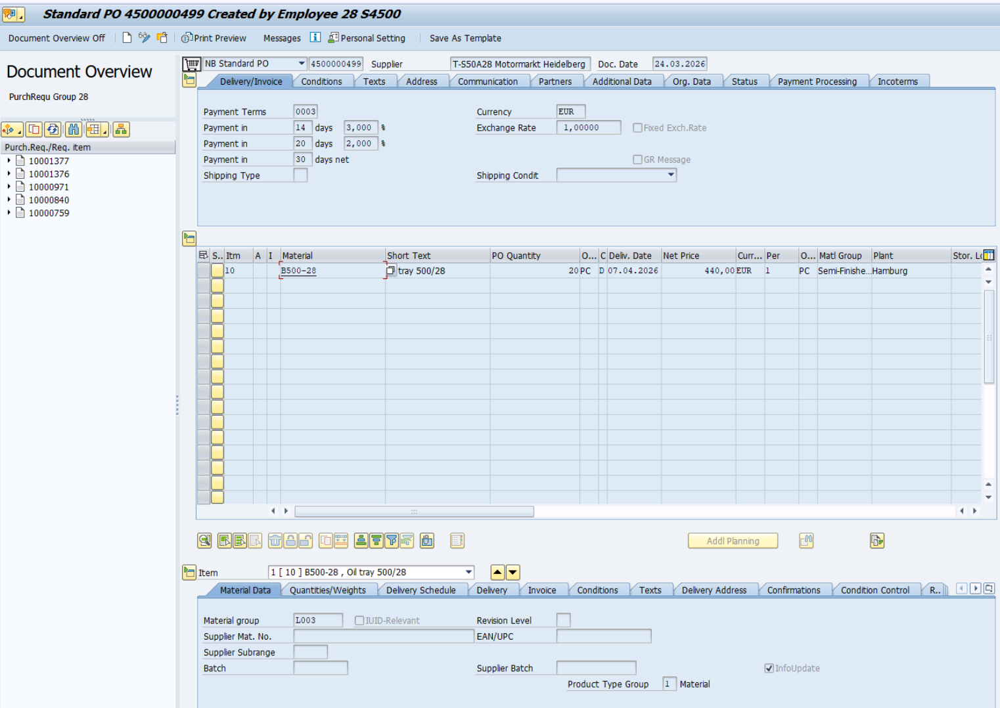 Standard PO 4500000499 Created by Employee 28 S4500
Document Overview Off Print Preview Messages Personal Setting Save As Template
Document Overview
PurchRequ Group 28
Purch.Req./Req. item
10001377
10001376
10000971
10000840
10000759
NB Standard PO 4500000499 Supplier T-S50A28 Motormarkt Heidelberg Doc. Date 24.03.2026
Delivery/Invoice Conditions Texts Address Communication Partners Additional Data Org. Data Status Payment Processing Incoterms
Payment Terms 0003 Currency EUR
Payment in 14 days 3,000 % Exchange Rate 1,00000 Fixed Exch.Rate
Payment in 20 days 2,000 %
Payment in 30 days net GR Message
Shipping Type Shipping Condit
S.. Itm A I Material Short Text PO Quantity O... C Deliv. Date Net Price Curr... Per O... Matl Group Plant Stor. Lo
10 B500-28 tray 500/28 20 PC D 07.04.2026 440,00 EUR 1 PC Semi-Finishe... Hamburg
Addl Planning
Item 1 [ 10 ] B500-28 , Oil tray 500/28
Material Data Quantities/Weights Delivery Schedule Delivery Invoice Conditions Texts Delivery Address Confirmations Condition Control R..
Material group L003 IUID-Relevant Revision Level
Supplier Mat. No. EAN/UPC
Supplier Subrange
Batch Supplier Batch InfoUpdate
Product Type Group 1 Material